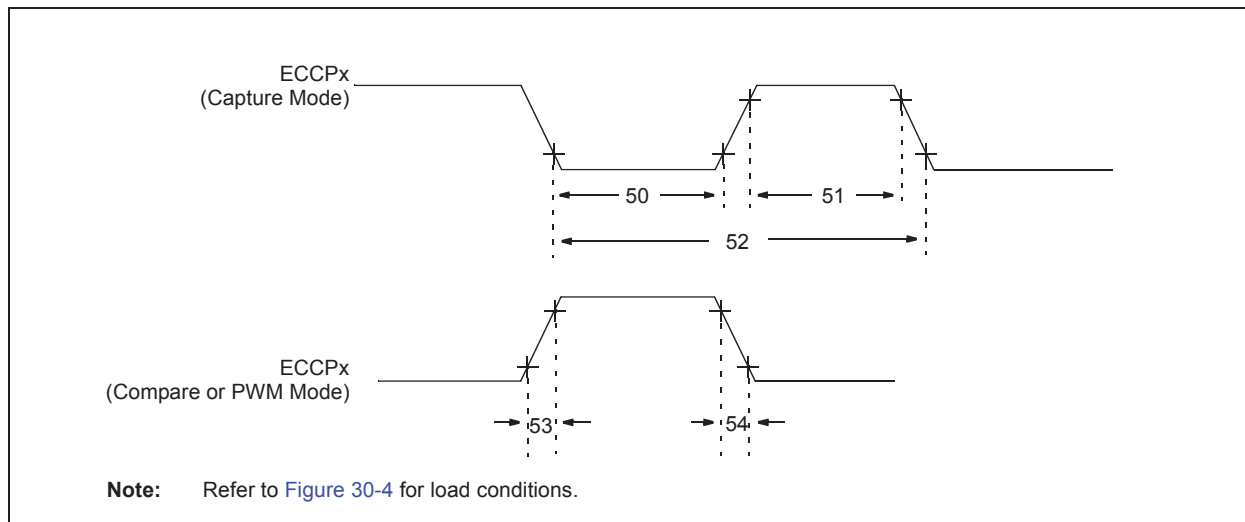 ECCPx
(Capture Mode)
50
51
52
ECCPx
(Compare or PWM Mode)
53
54
Note: Refer to Figure 30-4 for load conditions.